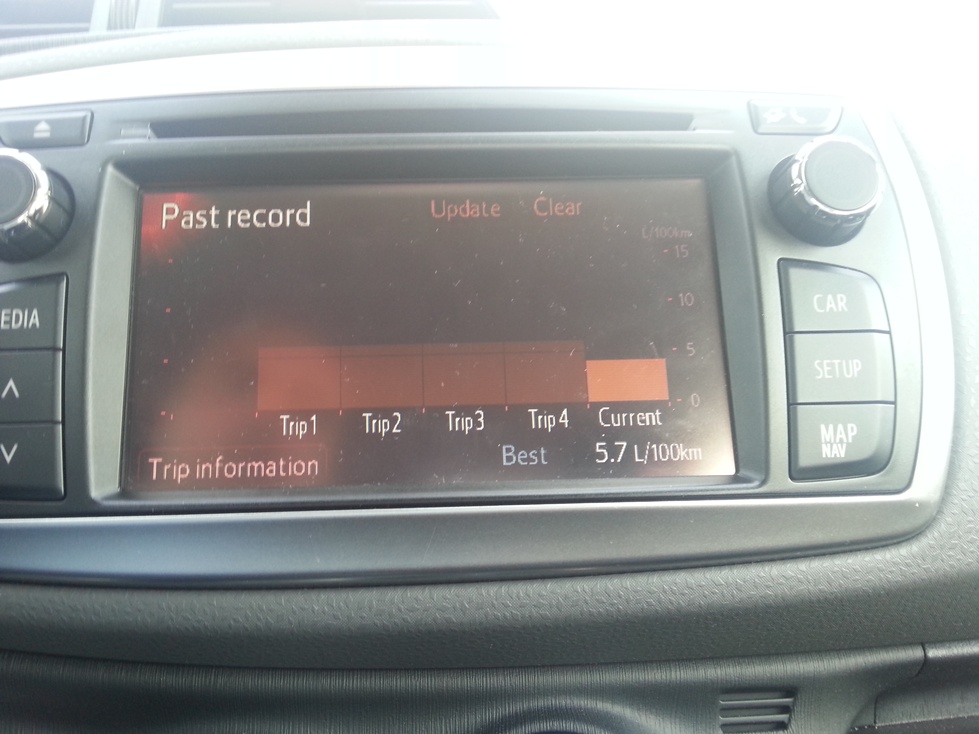 Past record Update Clear
L/100km
15
10
5
0
Trip 1 Trip 2 Trip 3 Trip 4 Current
Trip information Best 5.7 L/100km
EDIA
CAR
SETUP
MAP
NAV